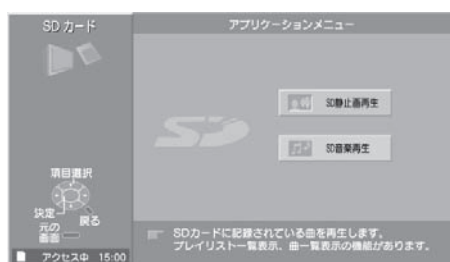 SDカード
アプリケーションメニュー
SD静止画再生
SD音楽再生
項目選択
決定
戻る
元の
画面
SDカードに記録されている曲を再生します。
プレイリスト一覧表示、曲一覧表示の機能があります。
アクセス中 15:00